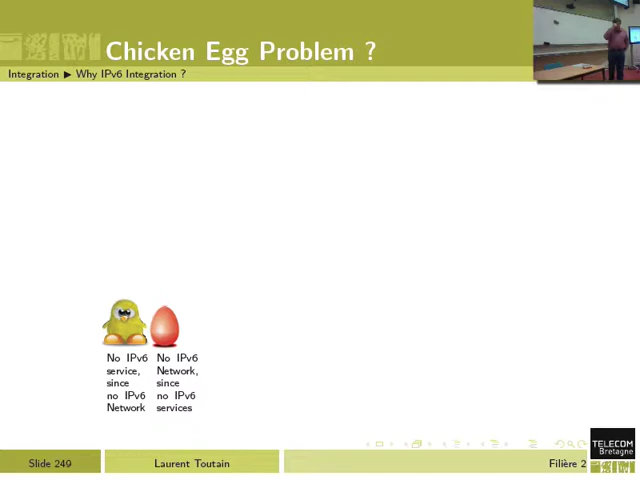 Chicken Egg Problem ?
Integration ▶ Why IPv6 Integration ?
No IPv6
service,
since
no IPv6
Network
No IPv6
Network,
since
no IPv6
services
TELECOM
Bretagne
Slide 249
Laurent Toutain
Filière 2